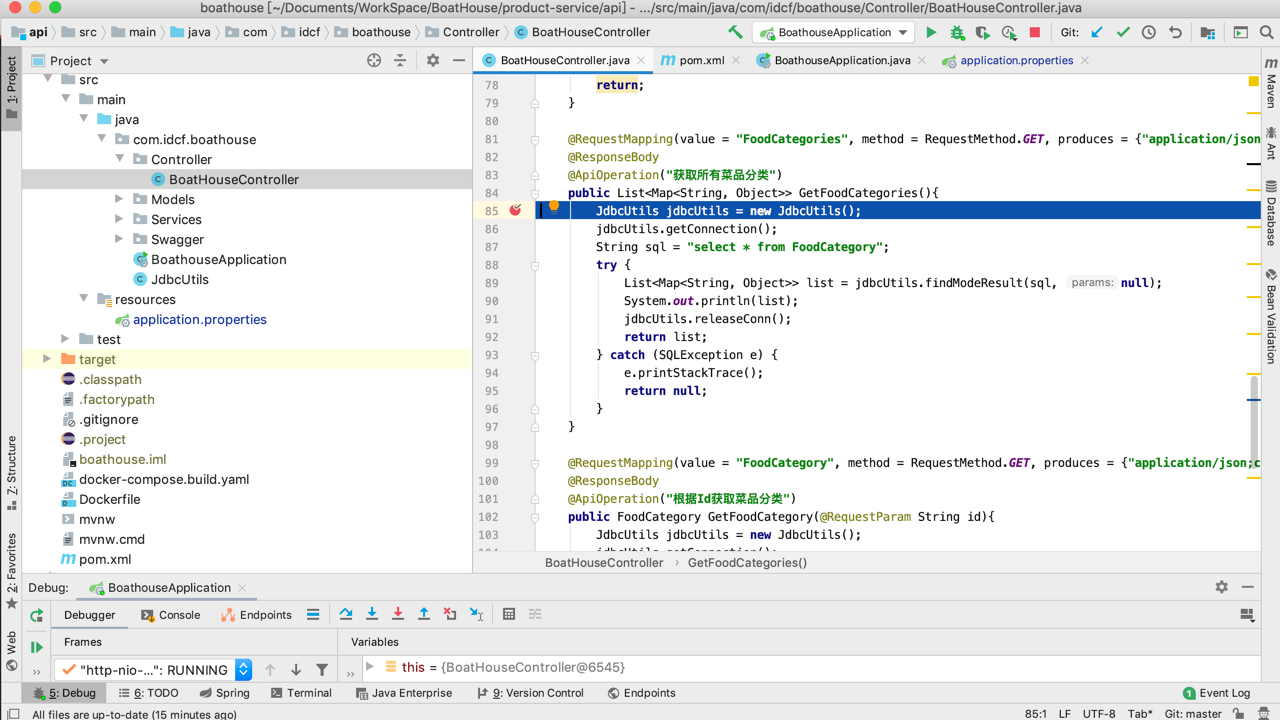 boathouse [~/Documents/WorkSpace/BoatHouse/product-service/api] - .../src/main/java/com/idcf/boathouse/Controller/BoatHouseController.java
api src main java com idcf boathouse Controller BoatHouseController BoathouseApplication Git:
Project
BoatHouseController.java pom.xml BoathouseApplication.java application.properties
1: Project
Z: Structure
2: Favorites
Web
src
main
java
com.idcf.boathouse
Controller
BoatHouseController
Models
Services
Swagger
BoathouseApplication
JdbcUtils
resources
application.properties
test
target
.classpath
.factorypath
.gitignore
.project
boathouse.iml
docker-compose.build.yaml
Dockerfile
mvnw
mvnw.cmd
pom.xml
78 return;
79 }
80
81 @RequestMapping(value = "FoodCategories", method = RequestMethod.GET, produces = {"application/json
82 @ResponseBody
83 @ApiOperation("获取所有菜品分类")
84 public List<Map<String, Object>> GetFoodCategories(){
85 JdbcUtils jdbcUtils = new JdbcUtils();
86 jdbcUtils.getConnection();
87 String sql = "select * from FoodCategory";
88 try {
89 List<Map<String, Object>> list = jdbcUtils.findModeResult(sql, params: null);
90 System.out.println(list);
91 jdbcUtils.releaseConn();
92 return list;
93 } catch (SQLException e) {
94 e.printStackTrace();
95 return null;
96 }
97 }
98
99 @RequestMapping(value = "FoodCategory", method = RequestMethod.GET, produces = {"application/json;c
100 @ResponseBody
101 @ApiOperation("根据Id获取菜品分类")
102 public FoodCategory GetFoodCategory(@RequestParam String id){
103 JdbcUtils jdbcUtils = new JdbcUtils();
BoatHouseController › GetFoodCategories()
Maven
Ant
Database
Bean Validation
Debug: BoathouseApplication
Debugger Console Endpoints
Frames Variables
"http-nio-...": RUNNING
this = {BoatHouseController@6545}
5: Debug 6: TODO Spring Terminal Java Enterprise 9: Version Control Endpoints 1 Event Log
All files are up-to-date (15 minutes ago) 85:1 LF UTF-8 Tab* Git: master